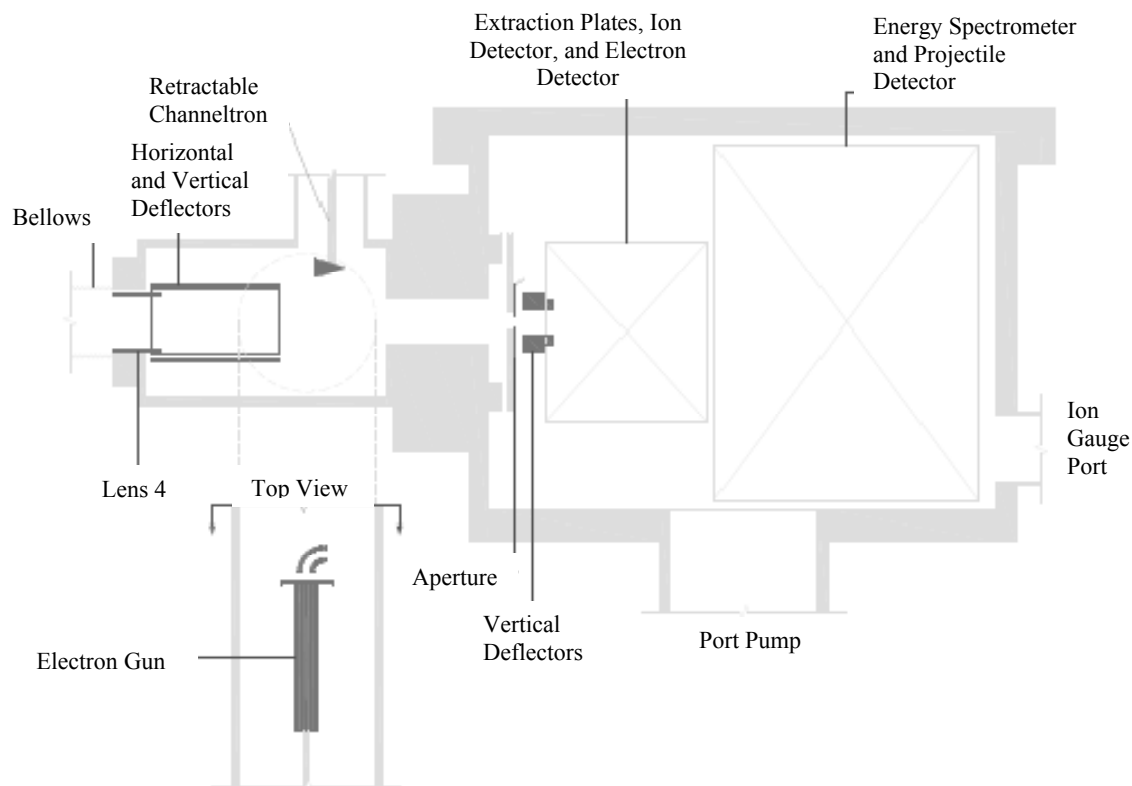 Extraction Plates, Ion
Detector, and Electron
Detector
Energy Spectrometer
and Projectile
Detector
Retractable
Channeltron
Horizontal
and Vertical
Deflectors
Bellows
Ion
Gauge
Port
Lens 4
Top View
Aperture
Vertical
Deflectors
Port Pump
Electron Gun